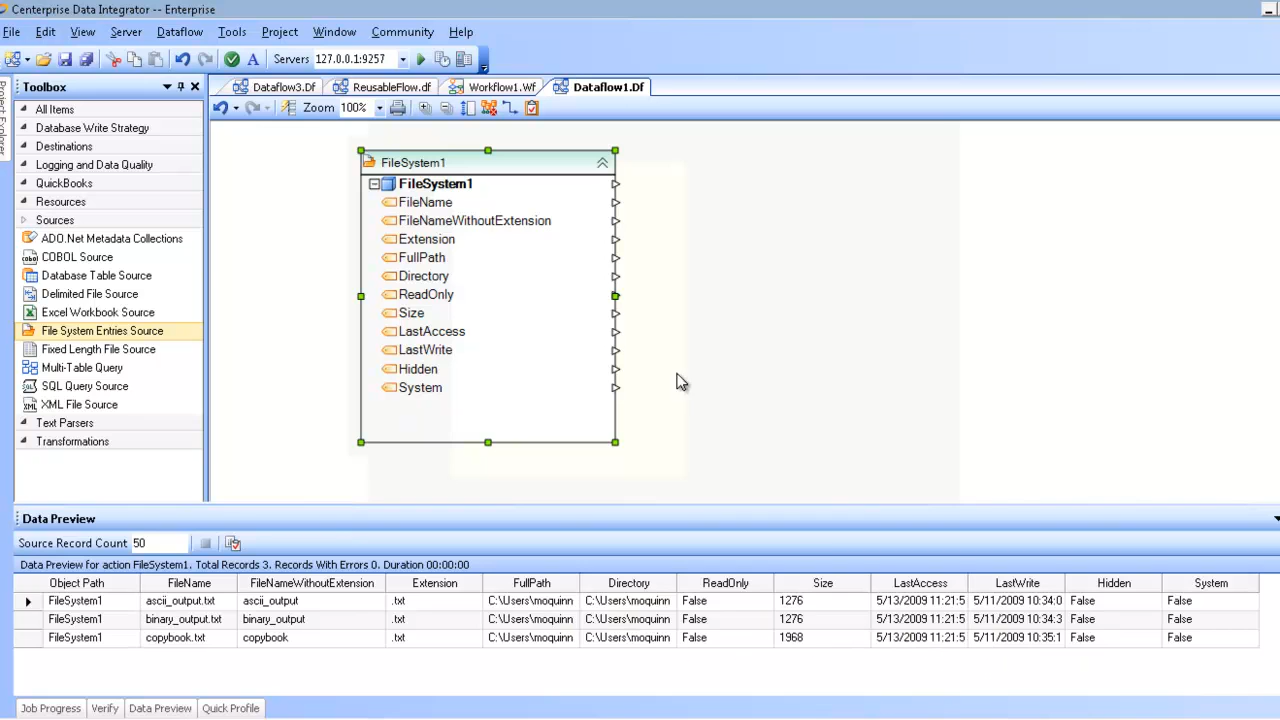 Centerprise Data Integrator -- Enterprise
File Edit View Server Dataflow Tools Project Window Community Help
Servers 127.0.0.1:9257
Project Explorer
Toolbox
All Items
Database Write Strategy
Destinations
Logging and Data Quality
QuickBooks
Resources
Sources
ADO.Net Metadata Collections
COBOL Source
Database Table Source
Delimited File Source
Excel Workbook Source
File System Entries Source
Fixed Length File Source
Multi-Table Query
SQL Query Source
XML File Source
Text Parsers
Transformations
Dataflow3.Df ReusableFlow.df Workflow1.Wf Dataflow1.Df
Zoom 100%
FileSystem1
FileSystem1
FileName
FileNameWithoutExtension
Extension
FullPath
Directory
ReadOnly
Size
LastAccess
LastWrite
Hidden
System
Data Preview
Source Record Count 50
Data Preview for action FileSystem1. Total Records 3. Records With Errors 0. Duration 00:00:00
Object Path FileName FileNameWithoutExtension Extension FullPath Directory ReadOnly Size LastAccess LastWrite Hidden System
FileSystem1 ascii_output.txt ascii_output .txt C:\Users\moquinn C:\Users\moquinn False 1276 5/13/2009 11:21:5 5/11/2009 10:34:0 False False
FileSystem1 binary_output.txt binary_output .txt C:\Users\moquinn C:\Users\moquinn False 1276 5/13/2009 11:21:5 5/11/2009 10:34:3 False False
FileSystem1 copybook.txt copybook .txt C:\Users\moquinn C:\Users\moquinn False 1968 5/13/2009 11:21:5 5/11/2009 10:35:1 False False
Job Progress Verify Data Preview Quick Profile